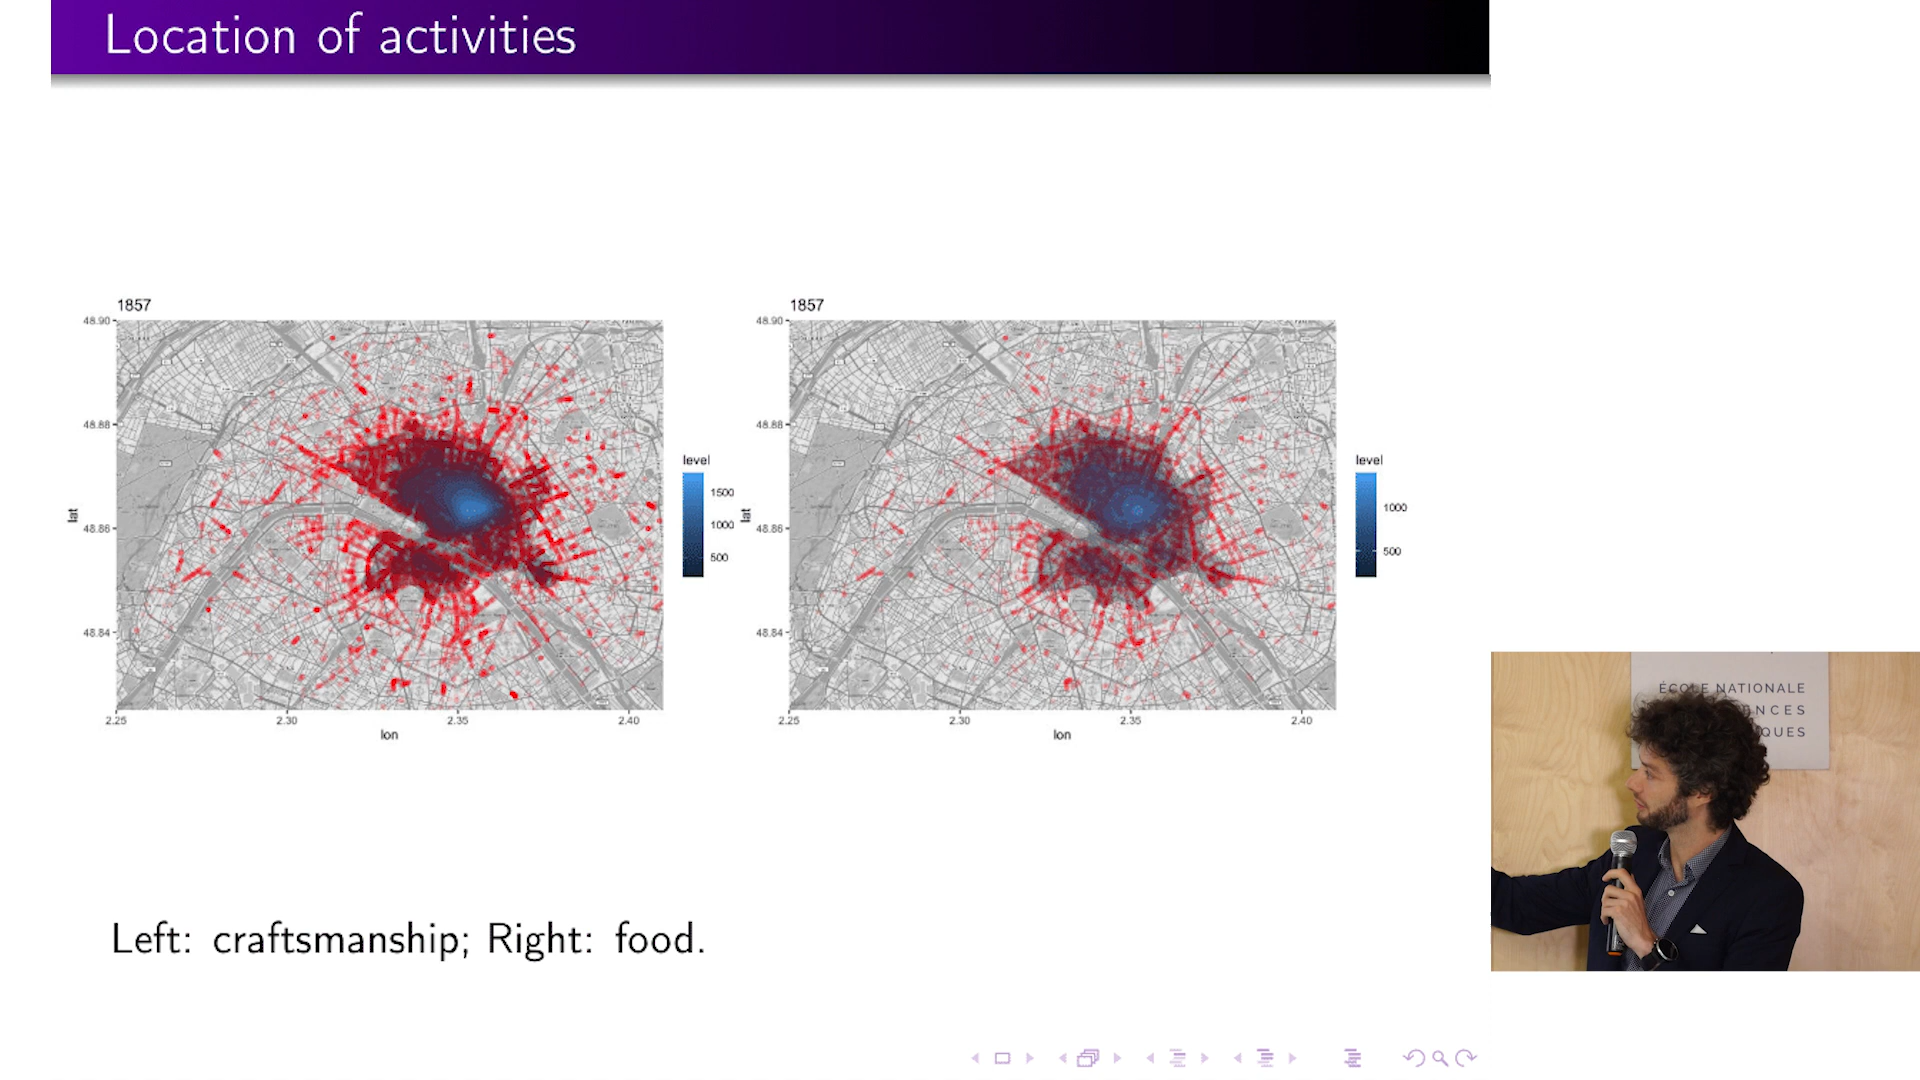 Location of activities
1857
48.90
48.88
48.86
48.84
lat
2.25
2.30
2.35
2.40
lon
level
1500
1000
500
1857
48.90
48.88
48.86
48.84
lat
2.25
2.30
2.35
2.40
lon
level
1000
500
Left: craftsmanship; Right: food.
ÉCOLE NATIONALE
NCES
QUES